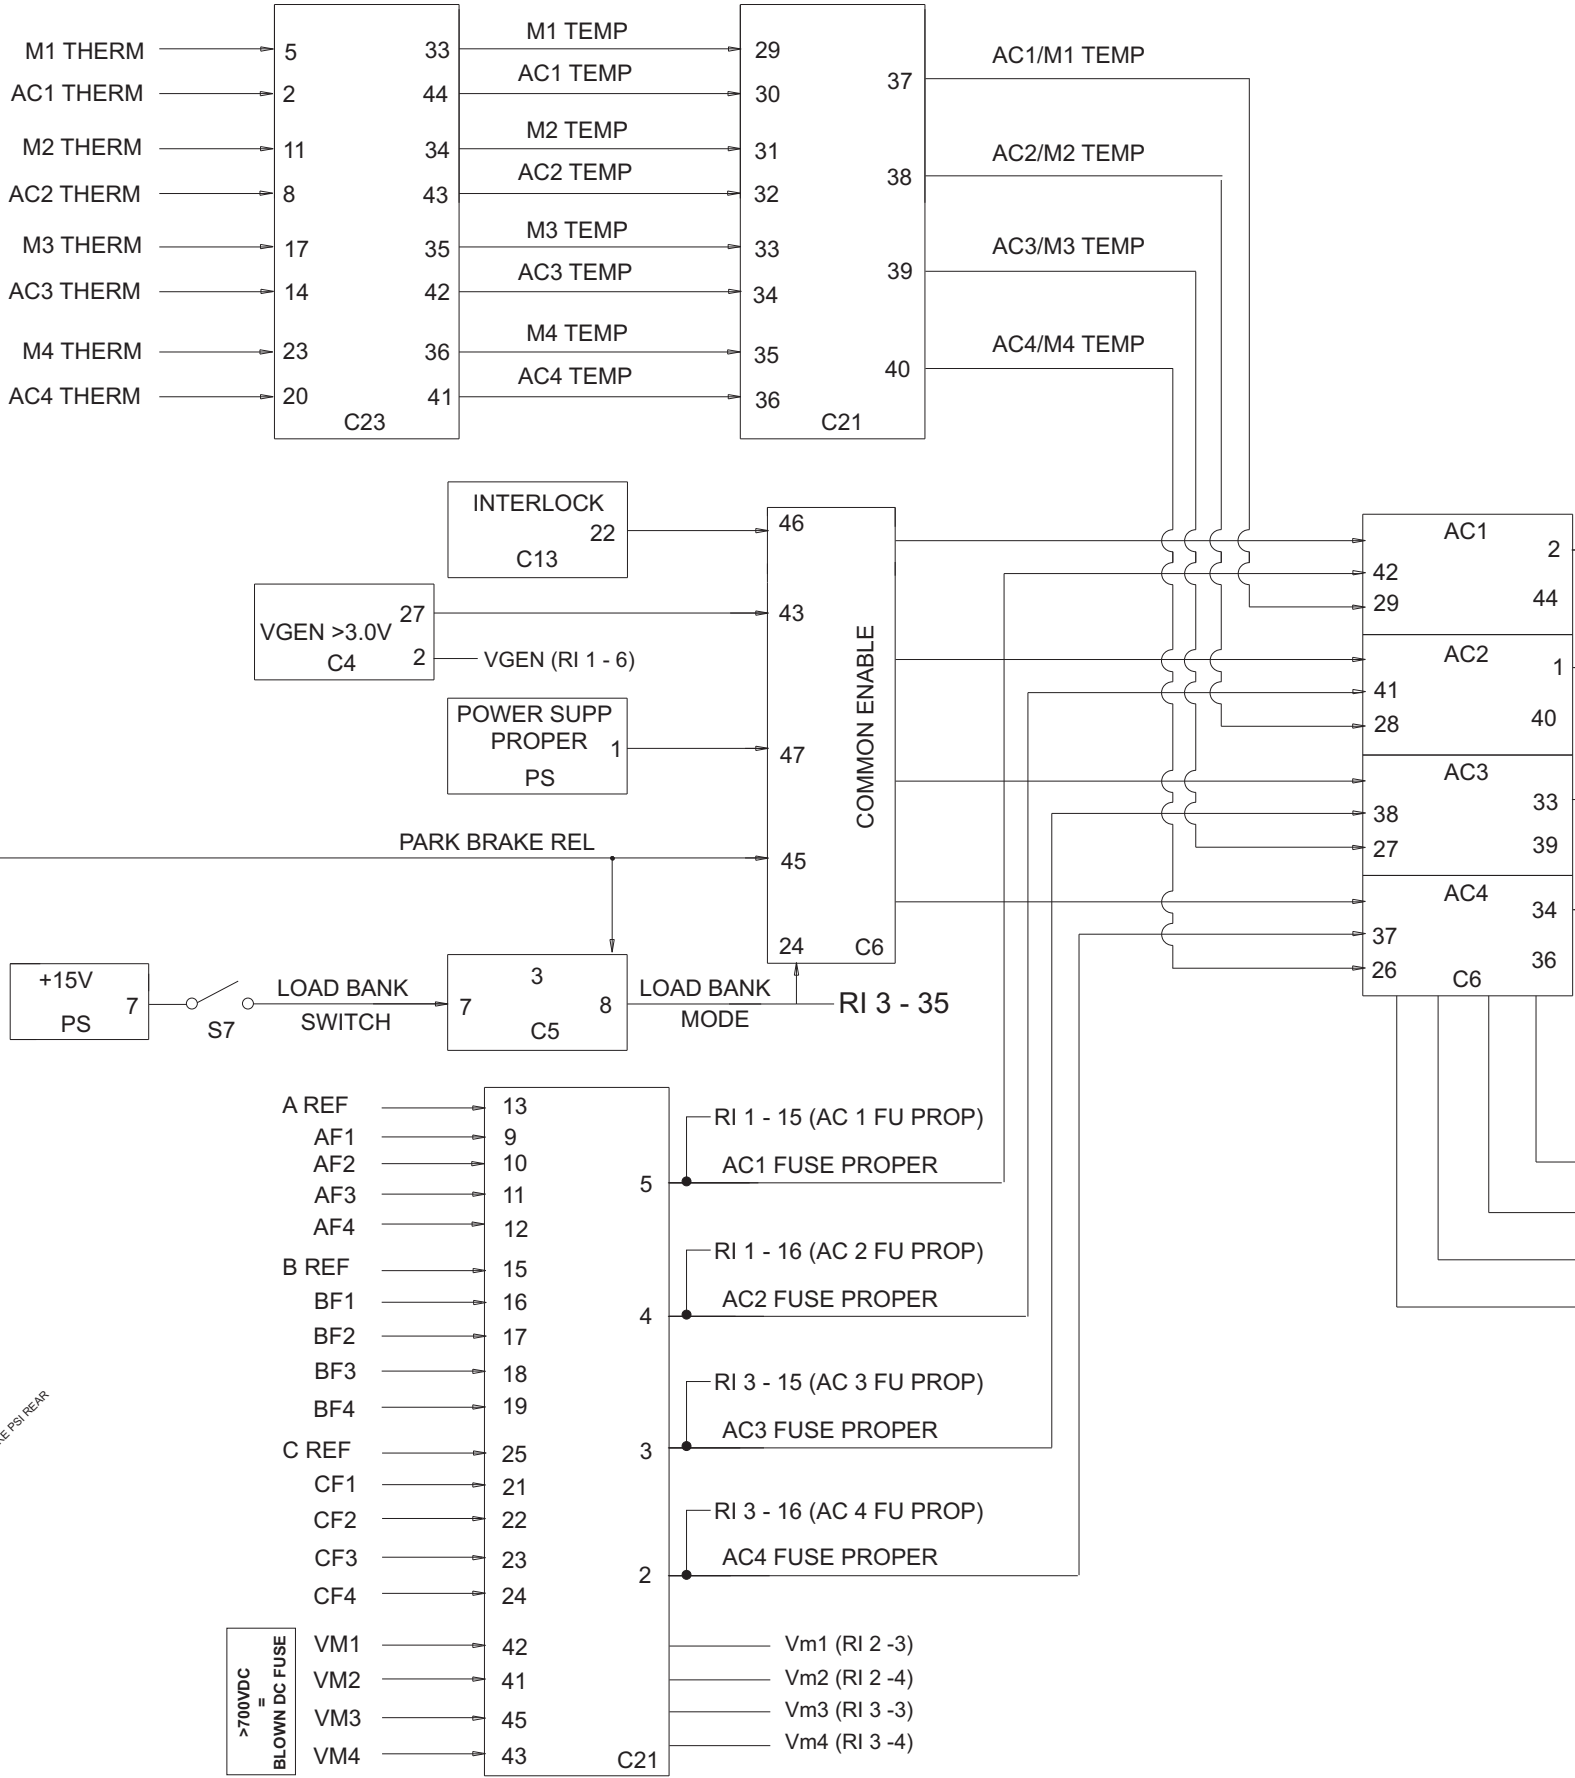 M1 THERM
AC1 THERM
M2 THERM
AC2 THERM
M3 THERM
AC3 THERM
M4 THERM
AC4 THERM
5 33
2 44
11 34
8 43
17 35
14 42
23 36
20 41
C23
M1 TEMP
AC1 TEMP
M2 TEMP
AC2 TEMP
M3 TEMP
AC3 TEMP
M4 TEMP
AC4 TEMP
29
30
31
32
33
34
35
36
37
38
39
40
C21
AC1/M1 TEMP
AC2/M2 TEMP
AC3/M3 TEMP
AC4/M4 TEMP
INTERLOCK
22
C13
VGEN >3.0V
27
C4
2
VGEN (RI 1 - 6)
POWER SUPP
PROPER
1
PS
PARK BRAKE REL
46
43
47
45
24
COMMON ENABLE
C6
+15V
7
PS
S7
LOAD BANK
SWITCH
3
7
8
C5
LOAD BANK
MODE
RI 3 - 35
AC1
2
42
29
44
AC2
1
41
28
40
AC3
33
38
27
39
AC4
34
37
26
36
C6
A REF
AF1
AF2
AF3
AF4
B REF
BF1
BF2
BF3
BF4
C REF
CF1
CF2
CF3
CF4
VM1
VM2
VM3
VM4
13
9
10
11
12
15
16
17
18
19
25
21
22
23
24
42
41
45
43
5
4
3
2
C21
RI 1 - 15 (AC 1 FU PROP)
AC1 FUSE PROPER
RI 1 - 16 (AC 2 FU PROP)
AC2 FUSE PROPER
RI 3 - 15 (AC 3 FU PROP)
AC3 FUSE PROPER
RI 3 - 16 (AC 4 FU PROP)
AC4 FUSE PROPER
Vm1 (RI 2 -3)
Vm2 (RI 2 -4)
Vm3 (RI 3 -3)
Vm4 (RI 3 -4)
>700VDC
=
BLOWN DC FUSE
PSI REAR